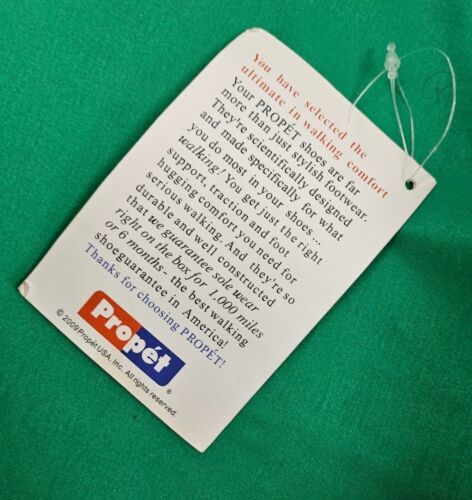 You have selected the
ultimate in walking comfort
Your PROPÉT shoes are far
more than just stylish footwear.
They're scientifically designed
and made specifically for what
you do most in your shoes ...
walking! You get just the right
support, traction and foot
hugging comfort you need for
serious walking. And they're so
durable and well constructed
that we guarantee sole wear
right on the box for 1,000 miles
or 6 months- the best walking
shoeguarantee in America!
Thanks for choosing PROPÉT!
Propét®
© 2009 Propét USA, Inc. All rights reserved.